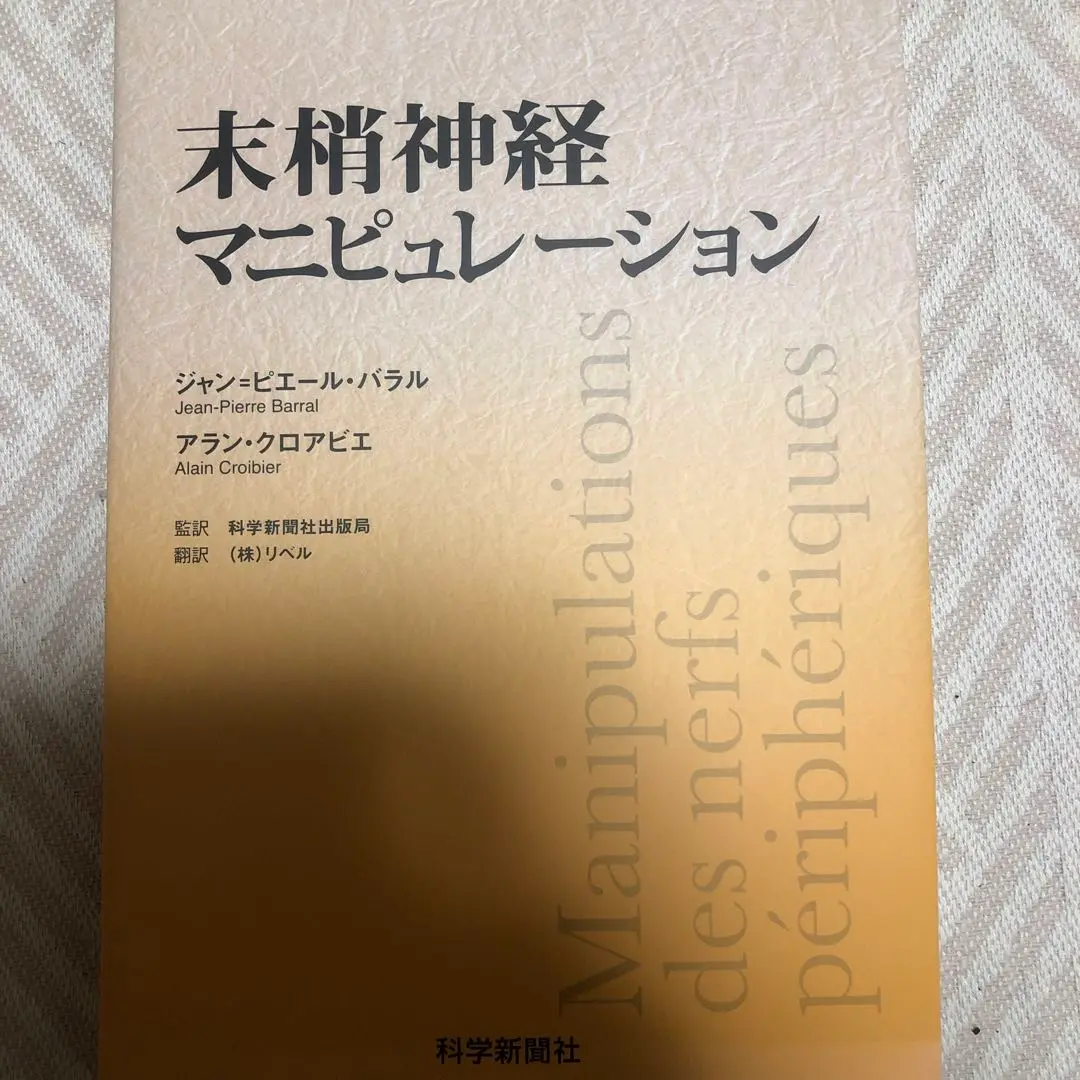 末梢神経
マニピュレーション
ジャン=ピエール・バラル
Jean-Pierre Barral
アラン・クロアビエ
Alain Croibier
監訳 科学新聞社出版局
翻訳 (株)リベル
Manipulations
des nerfs
périphériques
科学新聞社